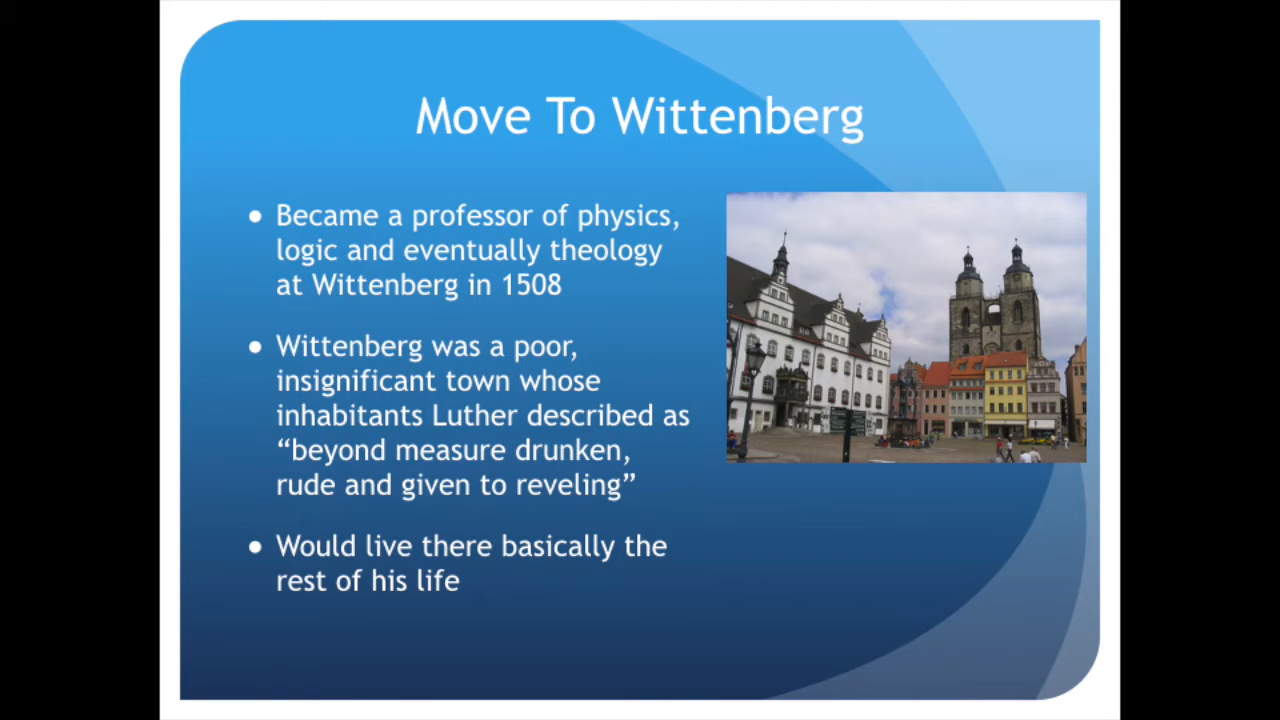 Move To Wittenberg
● Became a professor of physics,
logic and eventually theology
at Wittenberg in 1508
● Wittenberg was a poor,
insignificant town whose
inhabitants Luther described as
“beyond measure drunken,
rude and given to reveling”
● Would live there basically the
rest of his life